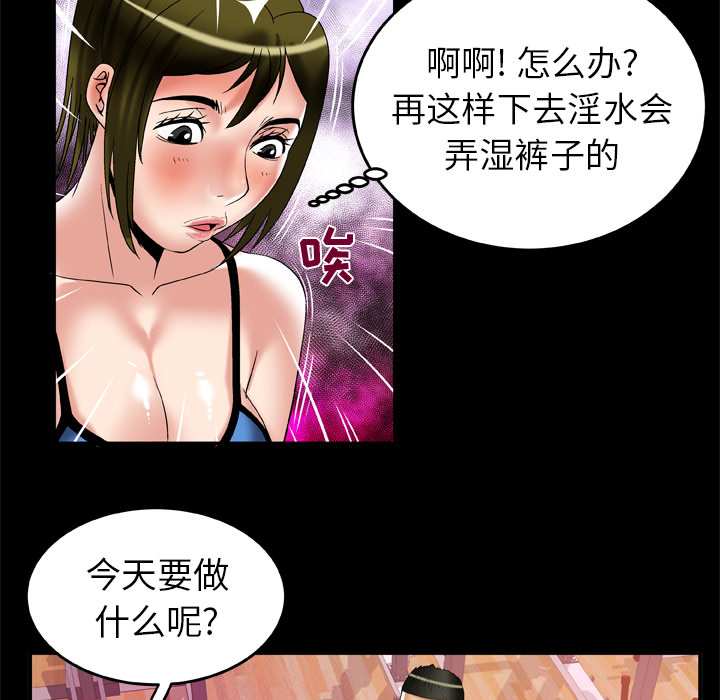 啊啊! 怎么办?
再这样下去淫水会
弄湿裤子的
唉
今天要做
什么呢?